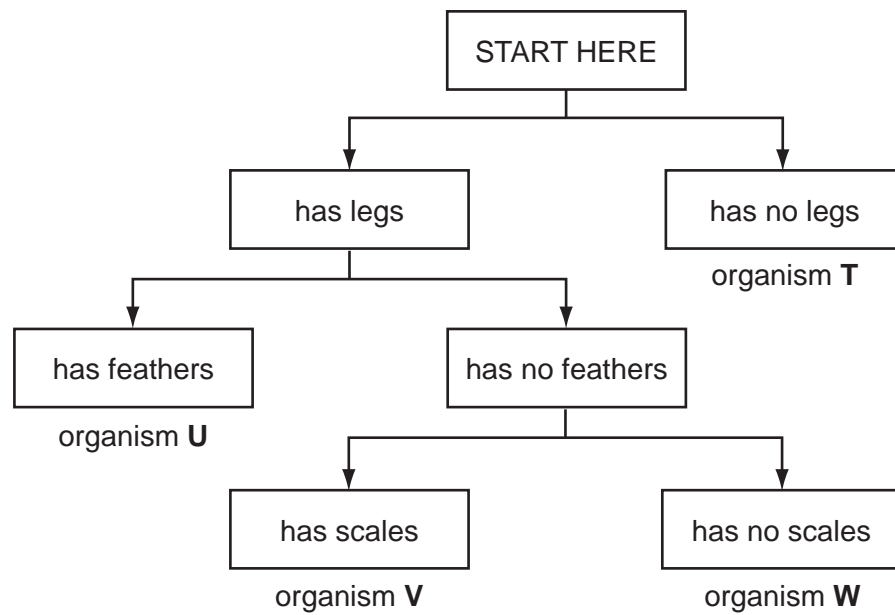 START HERE
has legs
has no legs
organism T
has feathers
has no feathers
organism U
has scales
has no scales
organism V
organism W